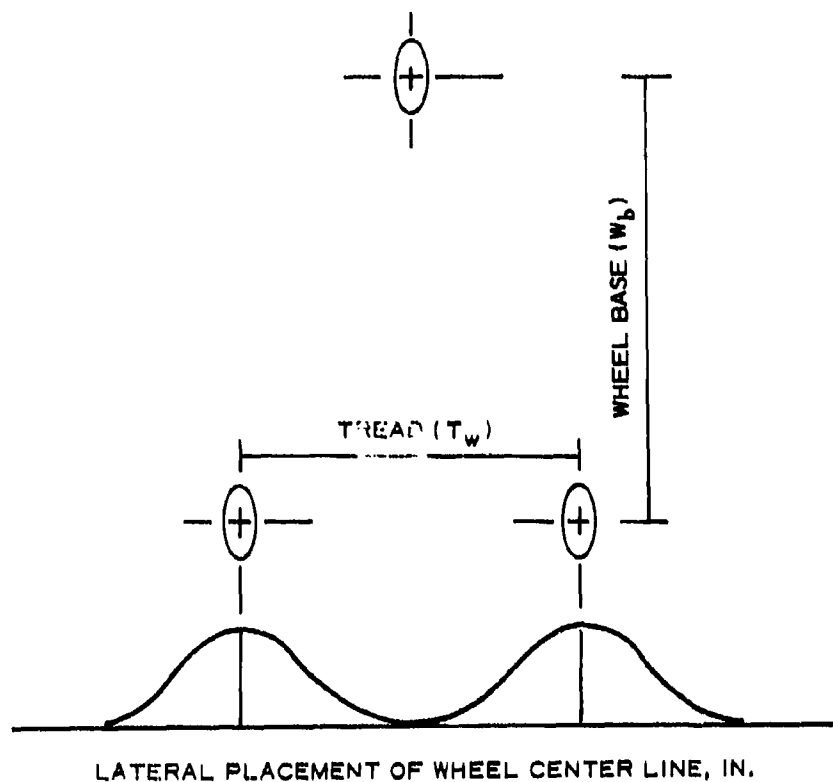 WHEEL BASE (Wb)
TREAD (Tw)
LATERAL PLACEMENT OF WHEEL CENTER LINE, IN.